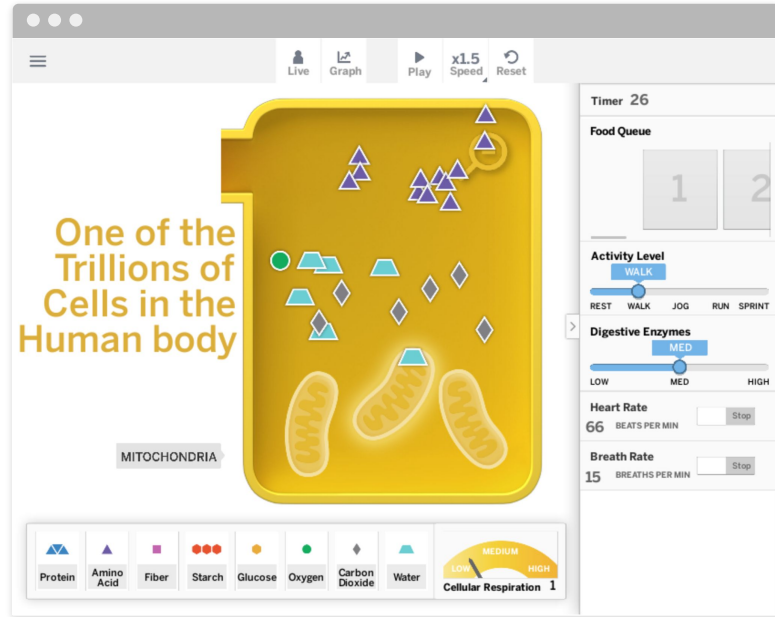 Live
Graph
Play
x1.5
Speed
Reset
Timer 26
Food Queue
1
2
One of the
Trillions of
Cells in the
Human body
MITOCHONDRIA
Activity Level
WALK
REST WALK JOG RUN SPRINT
Digestive Enzymes
MED
LOW MED HIGH
Heart Rate
66 BEATS PER MIN
Stop
Breath Rate
15 BREATHS PER MIN
Stop
Protein
Amino
Acid
Fiber
Starch
Glucose
Oxygen
Carbon
Dioxide
Water
LOW
MEDIUM
HIGH
Cellular Respiration 1